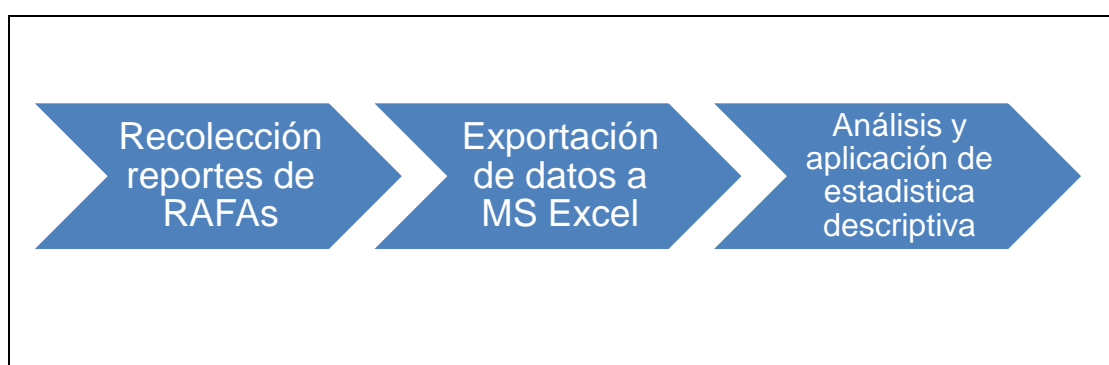 Recolección
reportes de
RAFAs
Exportación
de datos a
MS Excel
Análisis y
aplicación de
estadistica
descriptiva